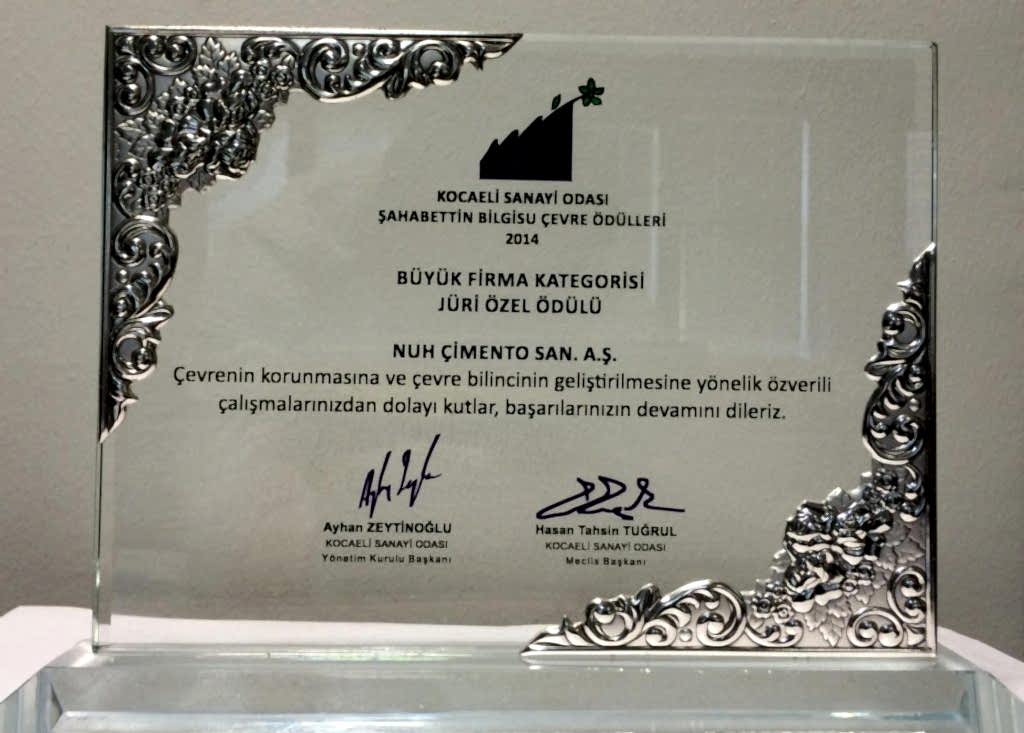 KOCAELİ SANAYİ ODASI
ŞAHABETTİN BİLGİSU ÇEVRE ÖDÜLLERİ
2014
BÜYÜK FİRMA KATEGORİSİ
JÜRİ ÖZEL ÖDÜLÜ
NUH ÇİMENTO SAN. A.Ş.
Çevrenin korunmasına ve çevre bilincinin geliştirilmesine yönelik özverili
çalışmalarınızdan dolayı kutlar, başarılarınızın devamını dileriz.
Ayhan ZEYTİNOĞLU
KOCAELİ SANAYİ ODASI
Yönetim Kurulu Başkanı
Hasan Tahsin TUĞRUL
KOCAELİ SANAYİ ODASI
Meclis Başkanı